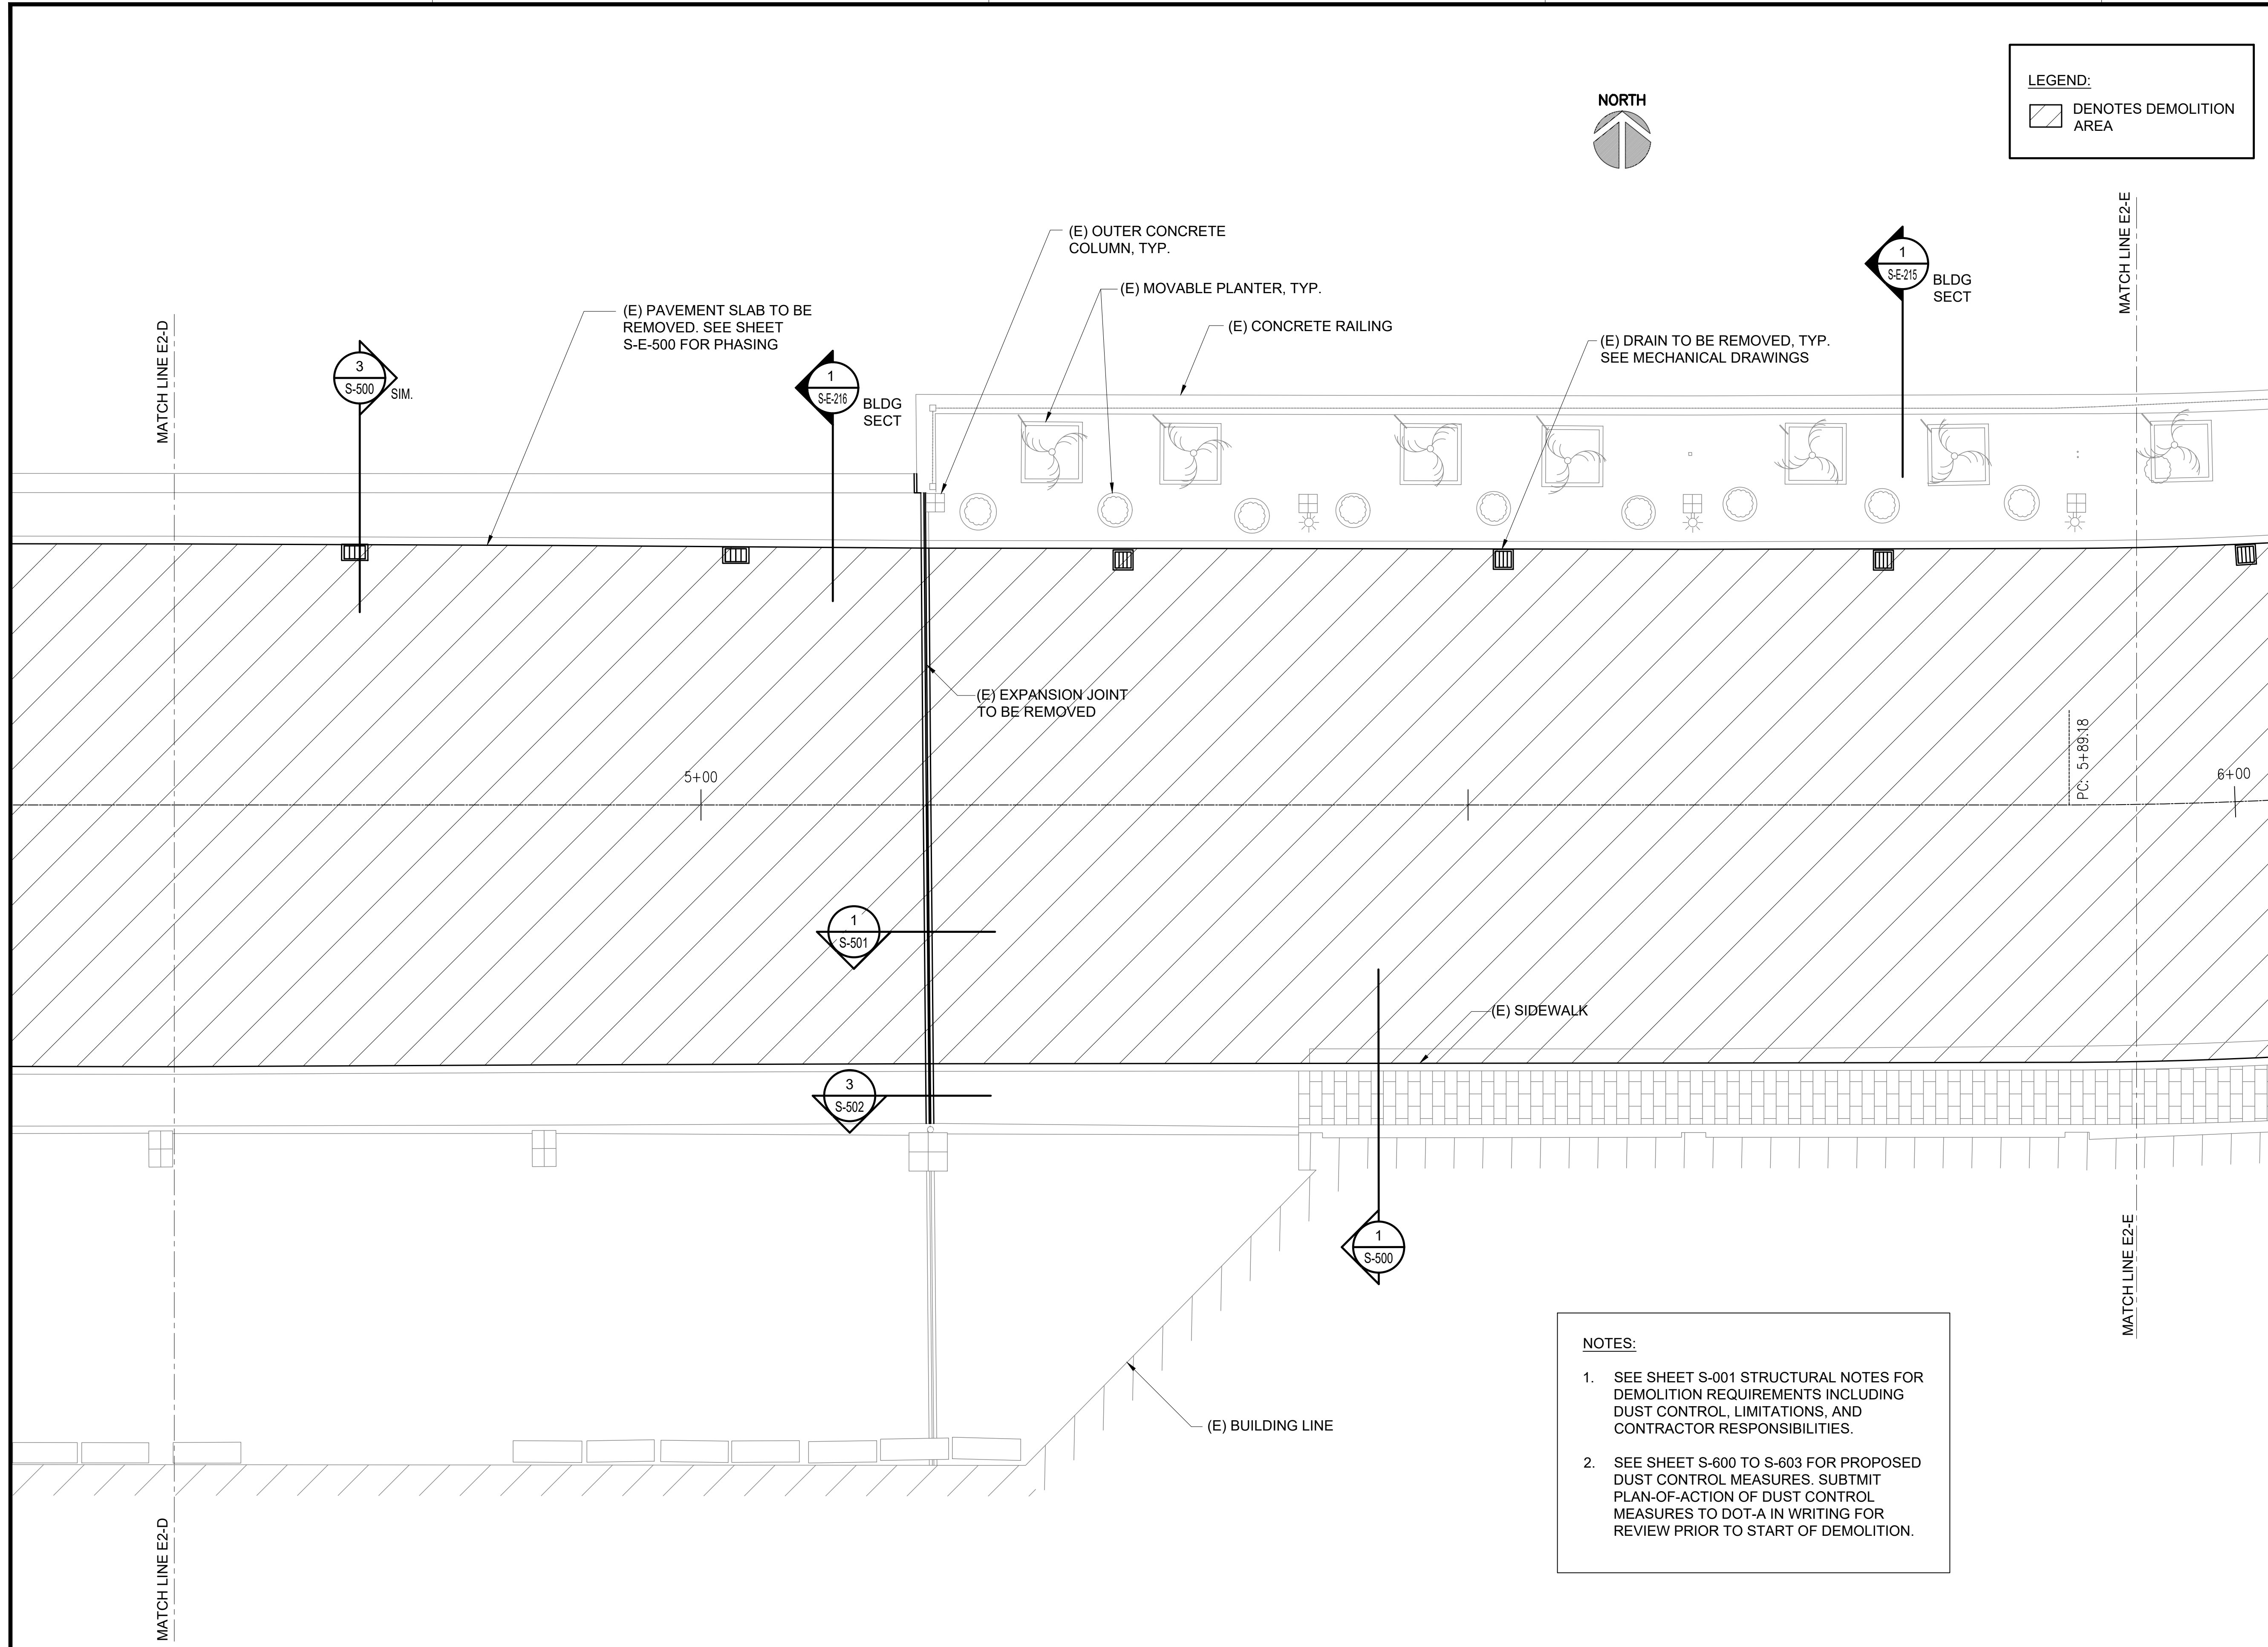 LEGEND:
DENOTES DEMOLITION
AREA
NORTH
MATCH LINE E2-D
MATCH LINE E2-E
(E) OUTER CONCRETE
COLUMN, TYP.
(E) MOVABLE PLANTER, TYP.
(E) CONCRETE RAILING
(E) PAVEMENT SLAB TO BE
REMOVED. SEE SHEET
S-E-500 FOR PHASING
(E) DRAIN TO BE REMOVED, TYP.
SEE MECHANICAL DRAWINGS
1
S-E-215
BLDG
SECT
3
S-500
SIM.
1
S-E-216
BLDG
SECT
(E) EXPANSION JOINT
TO BE REMOVED
5+00
PC: 5+89.18
6+00
1
S-501
(E) SIDEWALK
3
S-502
1
S-500
(E) BUILDING LINE
MATCH LINE E2-E
MATCH LINE E2-D
NOTES:
1. SEE SHEET S-001 STRUCTURAL NOTES FOR
DEMOLITION REQUIREMENTS INCLUDING
DUST CONTROL, LIMITATIONS, AND
CONTRACTOR RESPONSIBILITIES.
2. SEE SHEET S-600 TO S-603 FOR PROPOSED
DUST CONTROL MEASURES. SUBTMIT
PLAN-OF-ACTION OF DUST CONTROL
MEASURES TO DOT-A IN WRITING FOR
REVIEW PRIOR TO START OF DEMOLITION.